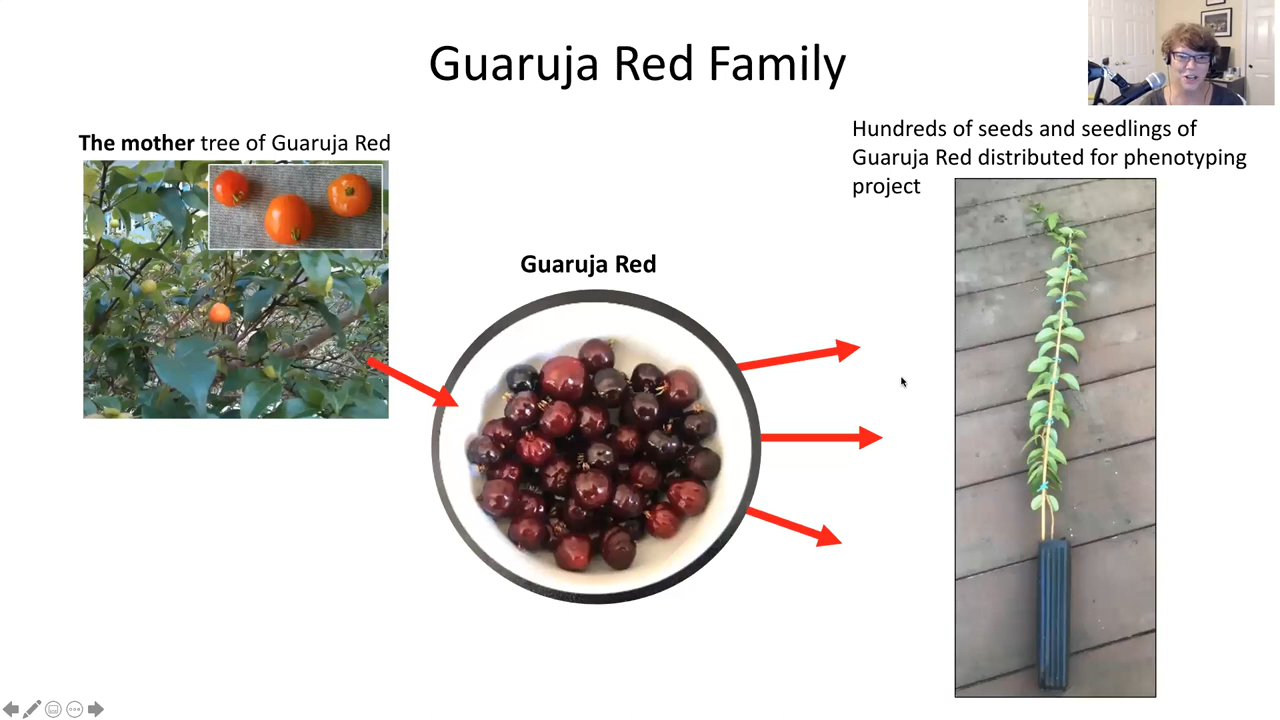 Guaruja Red Family
The mother tree of Guaruja Red
Hundreds of seeds and seedlings of
Guaruja Red distributed for phenotyping
project
Guaruja Red